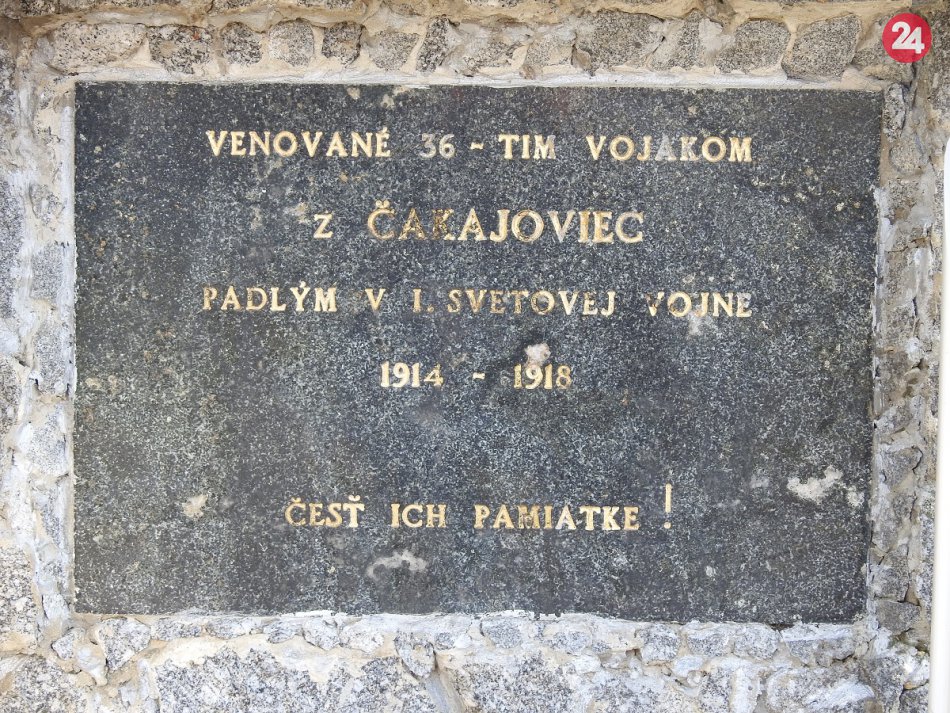 24
VENOVANÉ 36 - TIM VOJAKOM
Z ČAKAJOVIEC
PADLÝM V I. SVETOVEJ VOJNE
1914 - 1918
ČESŤ ICH PAMIATKE !